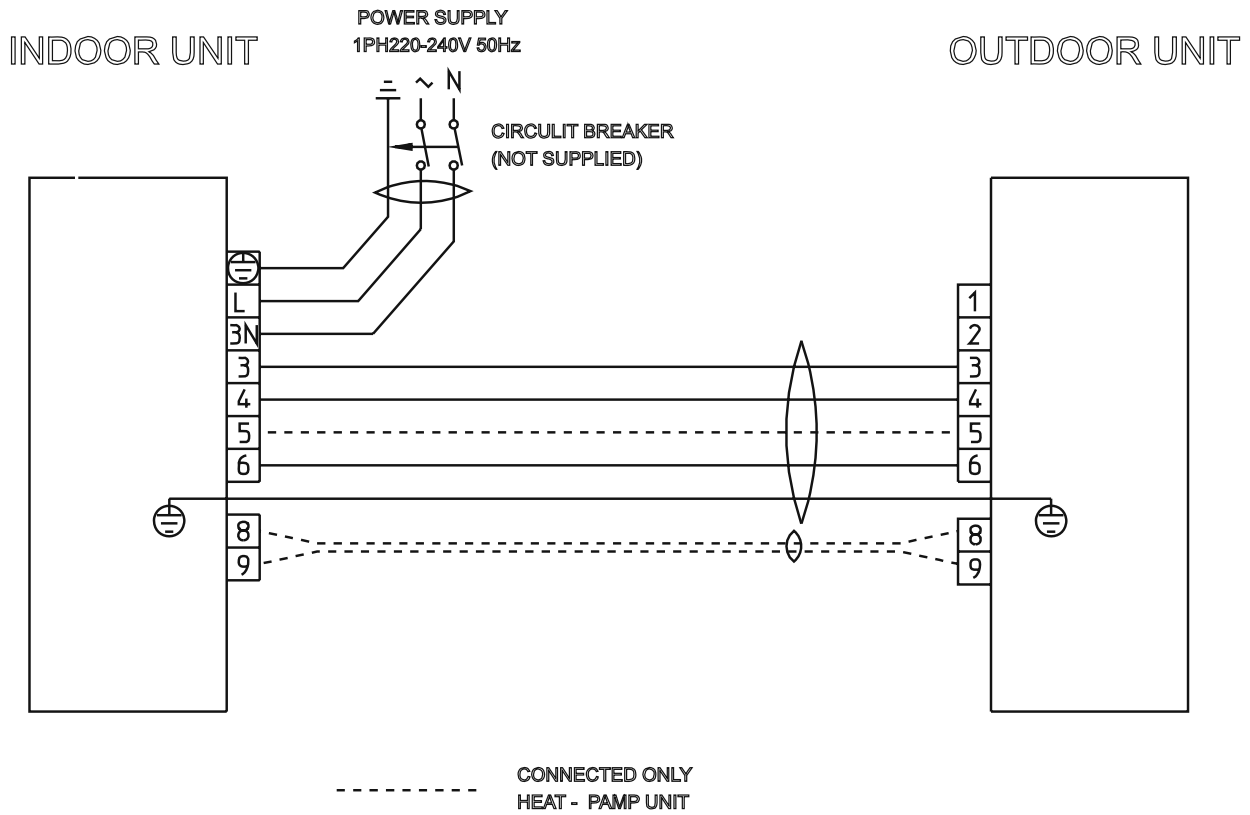 POWER SUPPLY
1PH220-240V 50Hz
INDOOR UNIT
OUTDOOR UNIT
~ N
CIRCULIT BREAKER
(NOT SUPPLIED)
L
3N
3
4
5
6
8
9
1
2
3
4
5
6
8
9
CONNECTED ONLY
HEAT - PAMP UNIT